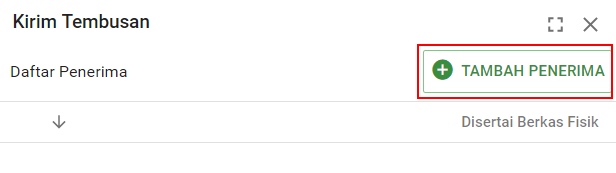 Kirim Tembusan
Daftar Penerima
TAMBAH PENERIMA
Disertai Berkas Fisik